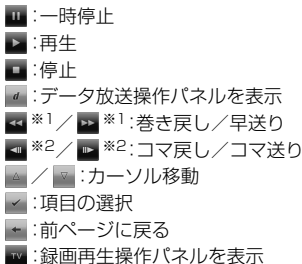 :一時停止
:再生
:停止
d :データ放送操作パネルを表示
※1／ ※1:巻き戻し／早送り
※2／ ※2:コマ戻し／コマ送り
／ :カーソル移動
:項目の選択
:前ページに戻る
TV :録画再生操作パネルを表示